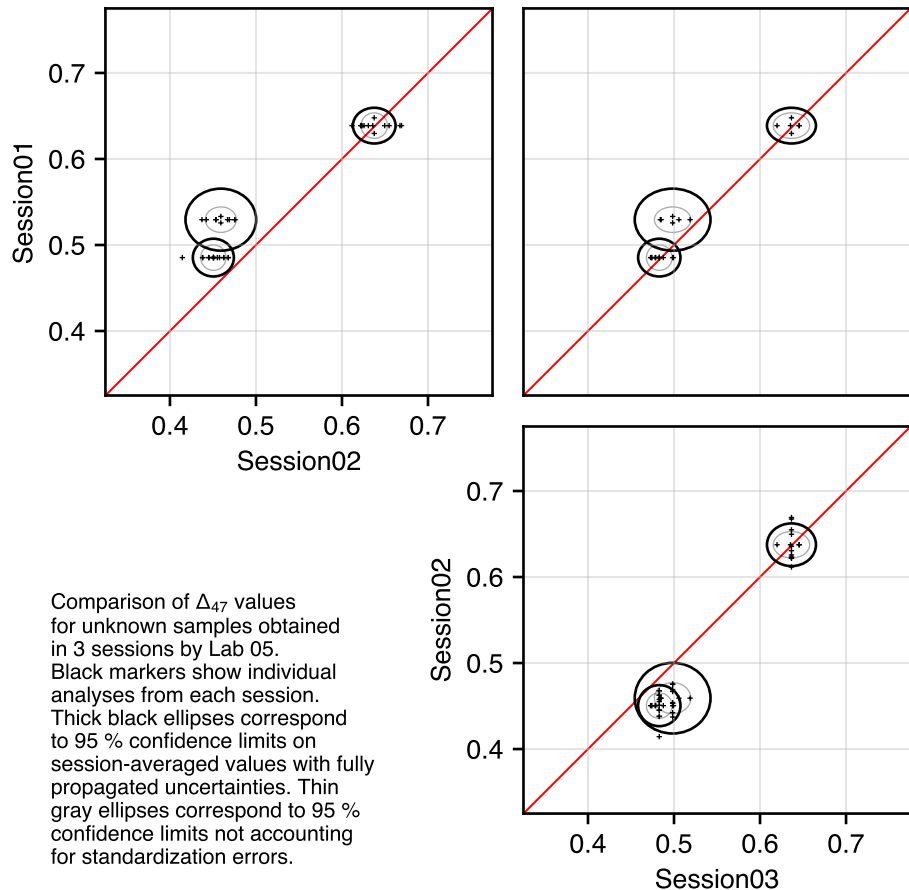 0.7
0.6
0.5
0.4
Session01
0.4 0.5 0.6 0.7
Session02
0.7
0.6
0.5
0.4
Session02
0.4 0.5 0.6 0.7
Session03
Comparison of Δ₄₇ values
for unknown samples obtained
in 3 sessions by Lab 05.
Black markers show individual
analyses from each session.
Thick black ellipses correspond
to 95 % confidence limits on
session-averaged values with fully
propagated uncertainties. Thin
gray ellipses correspond to 95 %
confidence limits not accounting
for standardization errors.